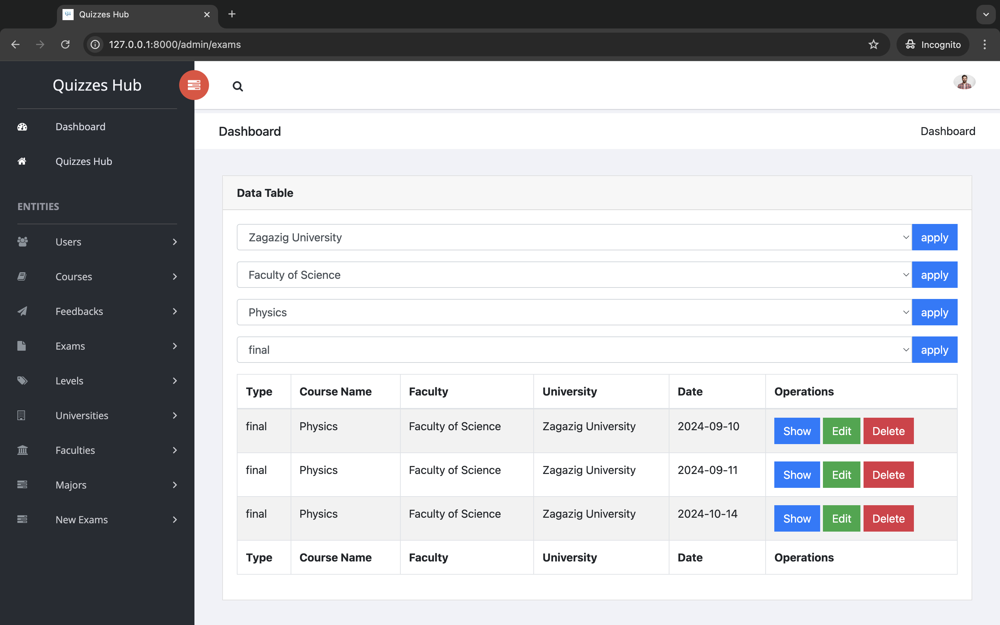 Quizzes Hub
127.0.0.1:8000/admin/exams
Incognito
Quizzes Hub
Dashboard
Quizzes Hub
ENTITIES
Users
Courses
Feedbacks
Exams
Levels
Universities
Faculties
Majors
New Exams
Dashboard Dashboard
Data Table
Zagazig University apply
Faculty of Science apply
Physics apply
final apply
Type Course Name Faculty University Date Operations
final Physics Faculty of Science Zagazig University 2024-09-10 Show Edit Delete
final Physics Faculty of Science Zagazig University 2024-09-11 Show Edit Delete
final Physics Faculty of Science Zagazig University 2024-10-14 Show Edit Delete
Type Course Name Faculty University Date Operations